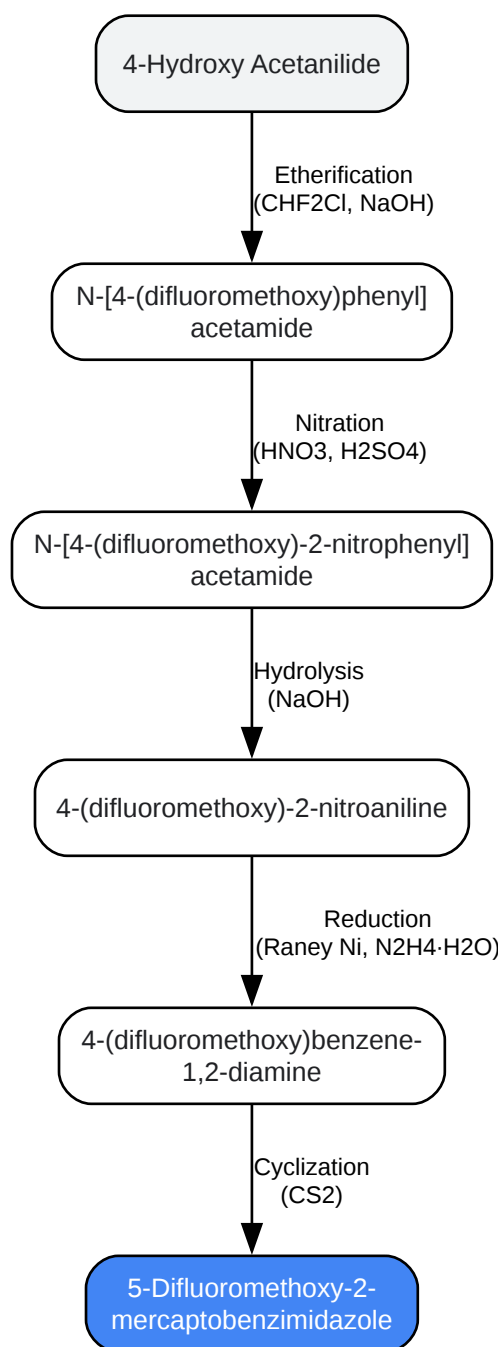 4-Hydroxy Acetanilide
Etherification
(CHF2Cl, NaOH)
N-[4-(difluoromethoxy)phenyl]
acetamide
Nitration
(HNO3, H2SO4)
N-[4-(difluoromethoxy)-2-nitrophenyl]
acetamide
Hydrolysis
(NaOH)
4-(difluoromethoxy)-2-nitroaniline
Reduction
(Raney Ni, N2H4·H2O)
4-(difluoromethoxy)benzene-
1,2-diamine
Cyclization
(CS2)
5-Difluoromethoxy-2-
mercaptobenzimidazole